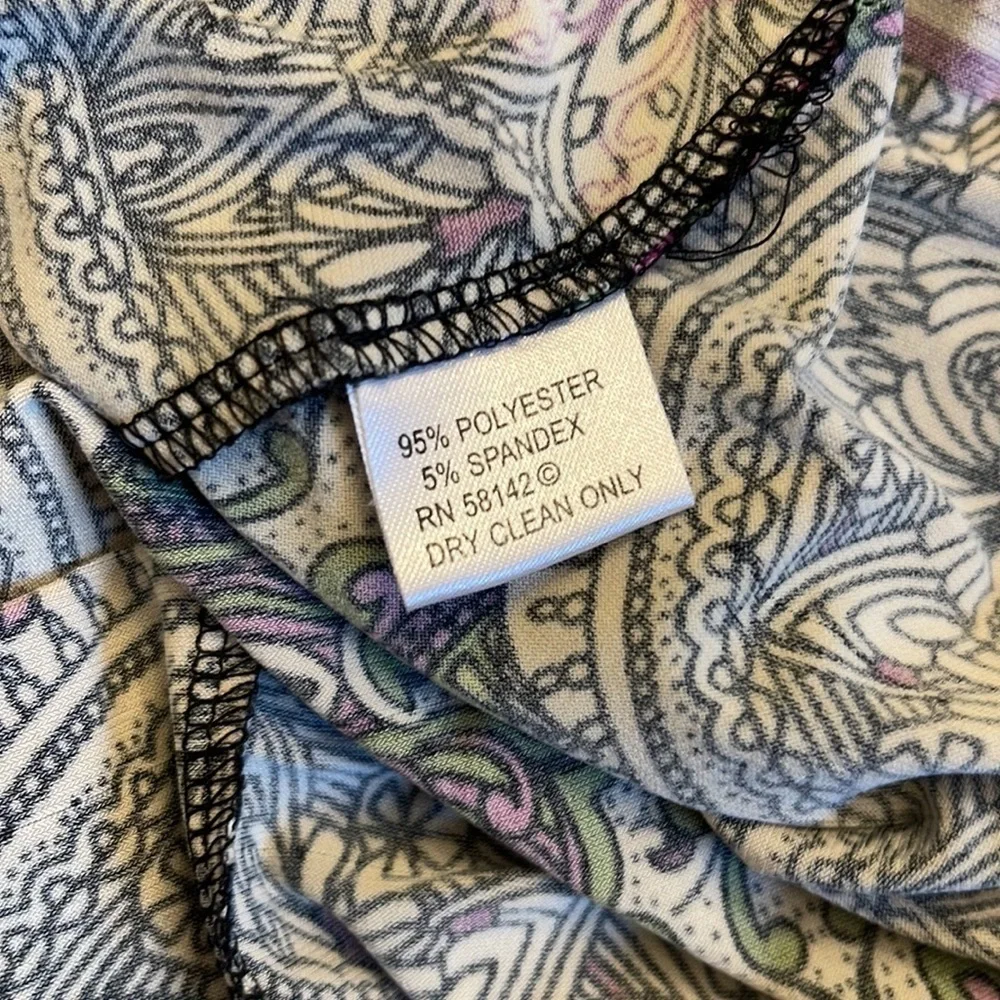 95% POLYESTER
5% SPANDEX
RN 58142©
DRY CLEAN ONLY